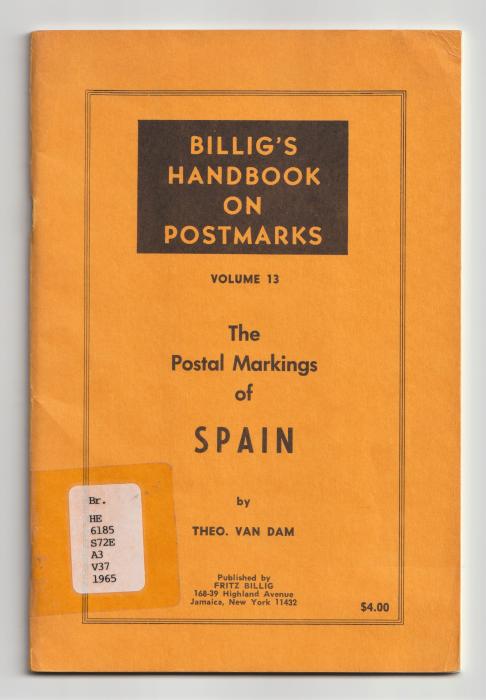 BILLIG'S
HANDBOOK
ON
POSTMARKS
VOLUME 13
The
Postal Markings
of
SPAIN
by
THEO. VAN DAM
Br.
HE
6185
S72E
A3
V37
1965
Published by
FRITZ BILLIG
168-39 Highland Avenue
Jamaica, New York 11432
$4.00